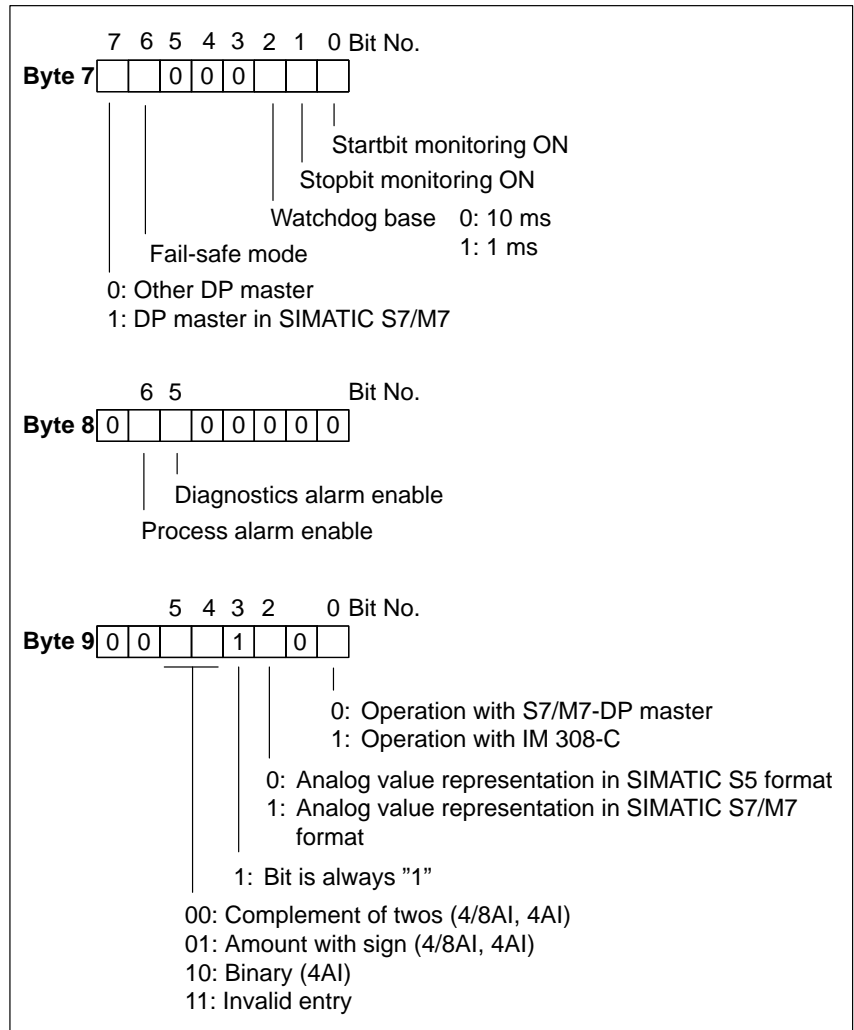 7 6 5 4 3 2 1 0 Bit No.
Byte 7 0 0 0
Startbit monitoring ON
Stopbit monitoring ON
Watchdog base 0: 10 ms
1: 1 ms
Fail-safe mode
0: Other DP master
1: DP master in SIMATIC S7/M7
6 5 Bit No.
Byte 8 0 0 0 0 0 0
Diagnostics alarm enable
Process alarm enable
5 4 3 2 0 Bit No.
Byte 9 0 0 1 0
0: Operation with S7/M7-DP master
1: Operation with IM 308-C
0: Analog value representation in SIMATIC S5 format
1: Analog value representation in SIMATIC S7/M7
format
1: Bit is always ”1”
00: Complement of twos (4/8AI, 4AI)
01: Amount with sign (4/8AI, 4AI)
10: Binary (4AI)
11: Invalid entry